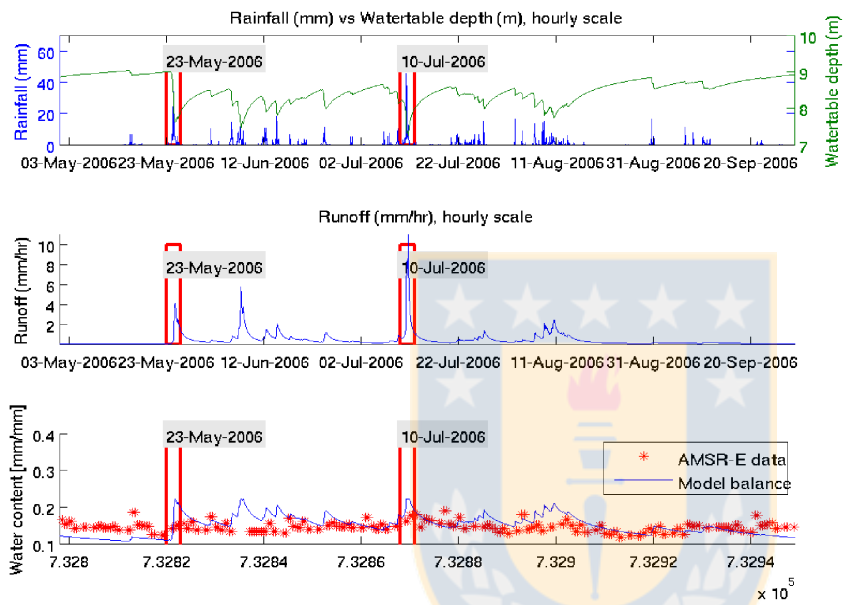 Rainfall (mm) vs Watertable depth (m), hourly scale
Rainfall (mm)
60
40
20
0
23-May-2006
10-Jul-2006
10
9
8
7
Watertable depth (m)
03-May-2006 23-May-2006 12-Jun-2006 02-Jul-2006 22-Jul-2006 11-Aug-2006 31-Aug-2006 20-Sep-2006
Runoff (mm/hr), hourly scale
Runoff (mm/hr)
10
8
6
4
2
23-May-2006
10-Jul-2006
03-May-2006 23-May-2006 12-Jun-2006 02-Jul-2006 22-Jul-2006 11-Aug-2006 31-Aug-2006 20-Sep-2006
Water content [mm/mm]
0.4
0.3
0.2
0.1
23-May-2006
10-Jul-2006
AMSR-E data
Model balance
7.328 7.3282 7.3284 7.3286 7.3288 7.329 7.3292 7.3294
x 10^5